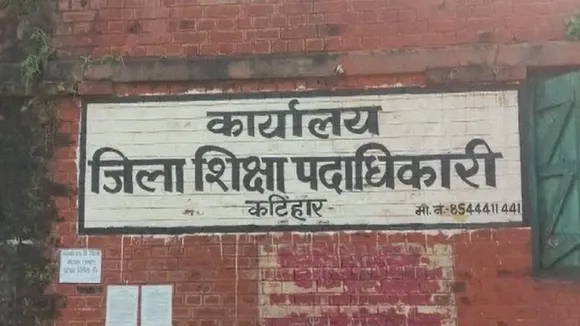 कार्यालय
जिला शिक्षा पदाधिकारी
कटिहार
मो. नं.-8544411441